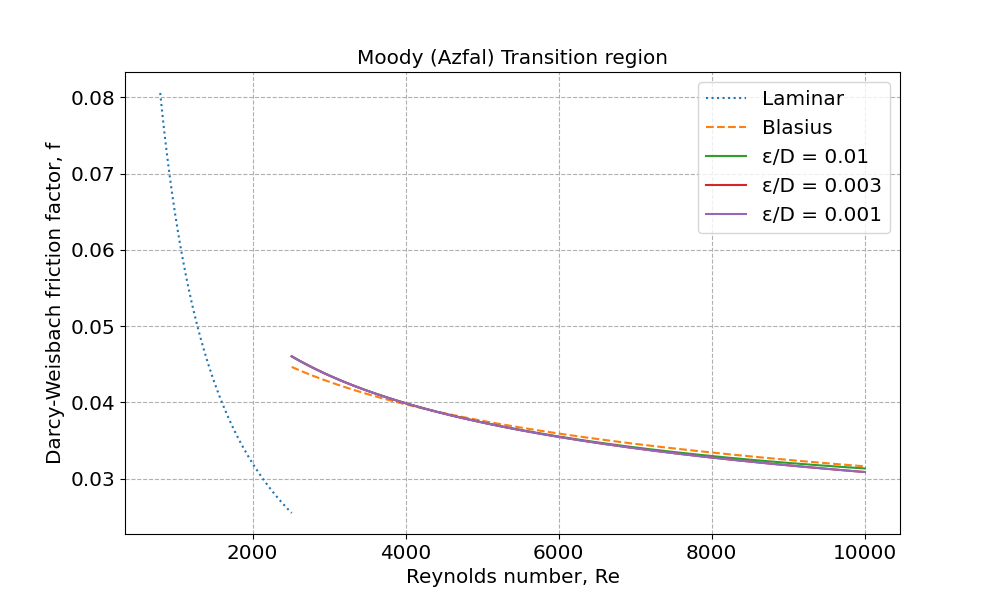 Moody (Azfal) Transition region
Darcy-Weisbach friction factor, f
0.08
0.07
0.06
0.05
0.04
0.03
Laminar
Blasius
ε/D = 0.01
ε/D = 0.003
ε/D = 0.001
2000
4000
6000
8000
10000
Reynolds number, Re